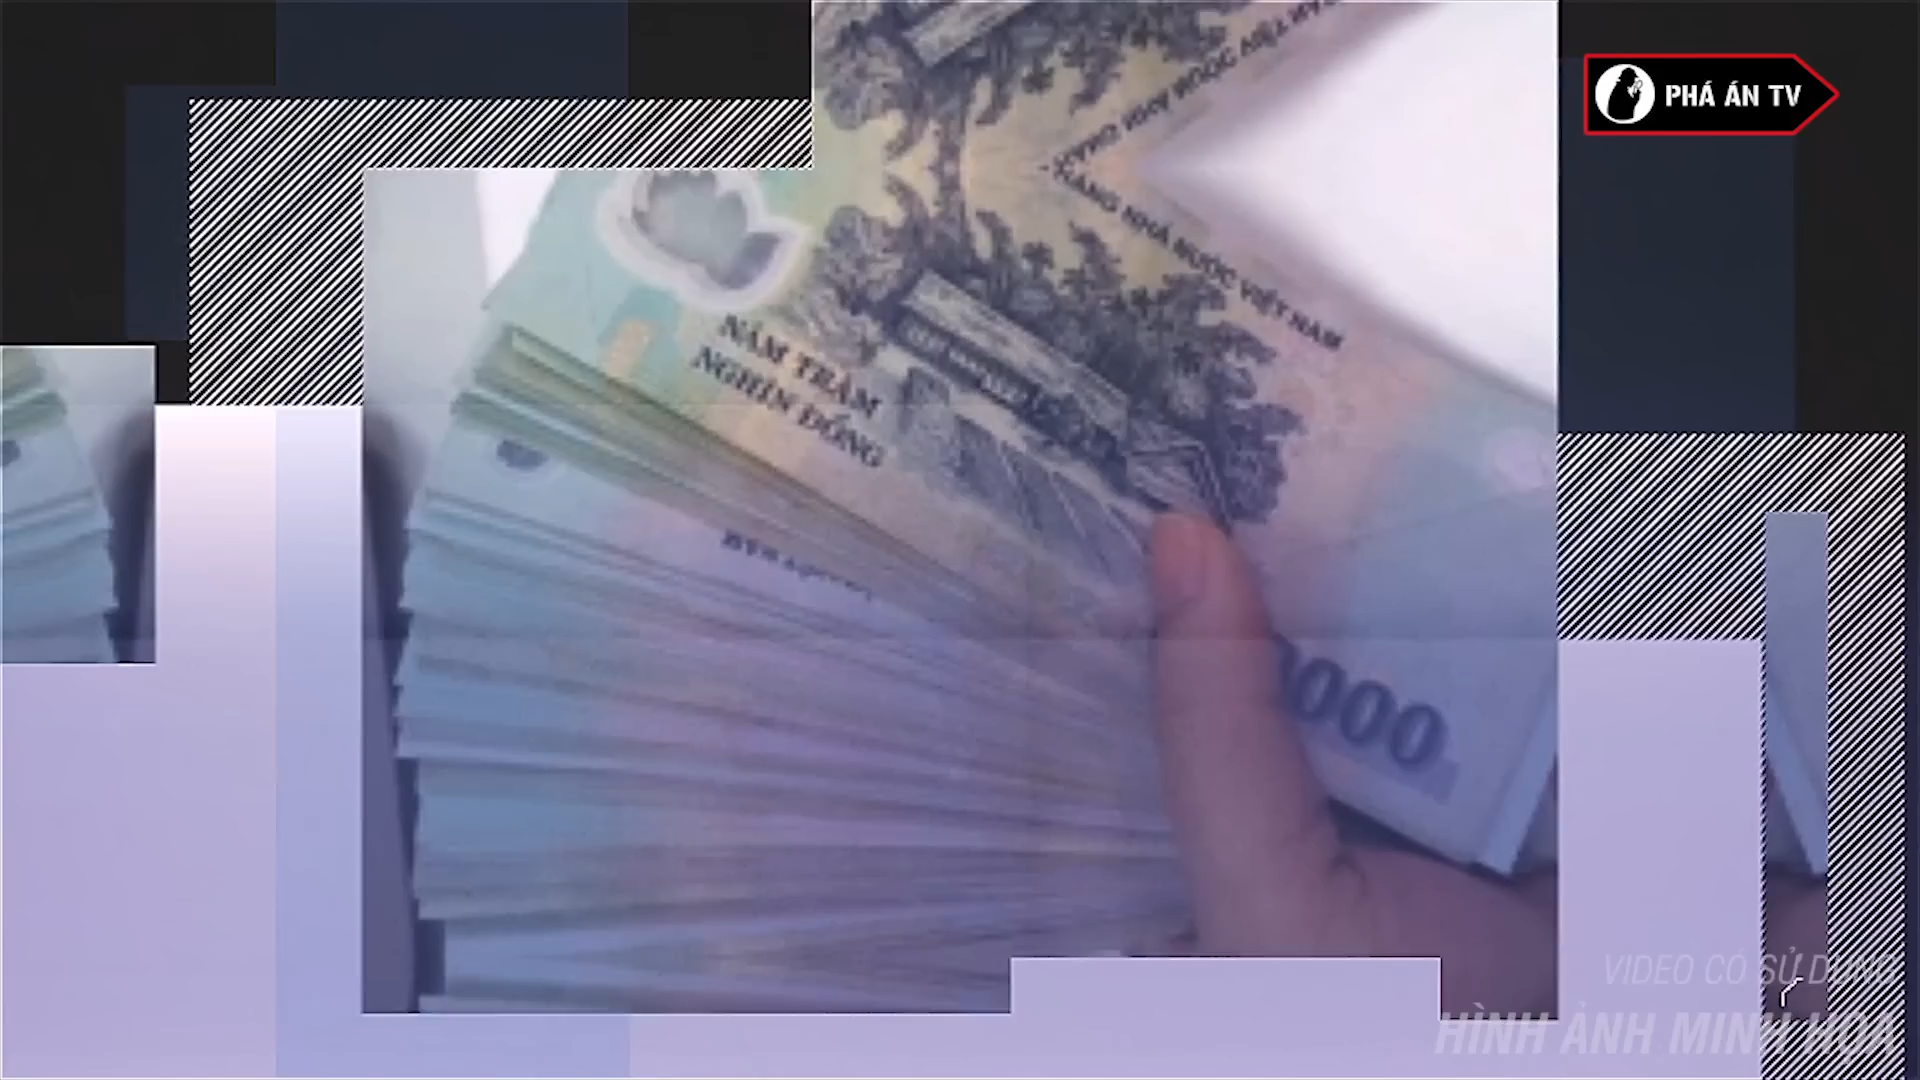 PHÁ ÁN TV
NGÂN HÀNG NHÀ NƯỚC VIỆT NAM
NĂM TRĂM
NGHÌN ĐỒNG
000
VIDEO CÓ SỬ DỤNG
HÌNH ẢNH MINH HỌA